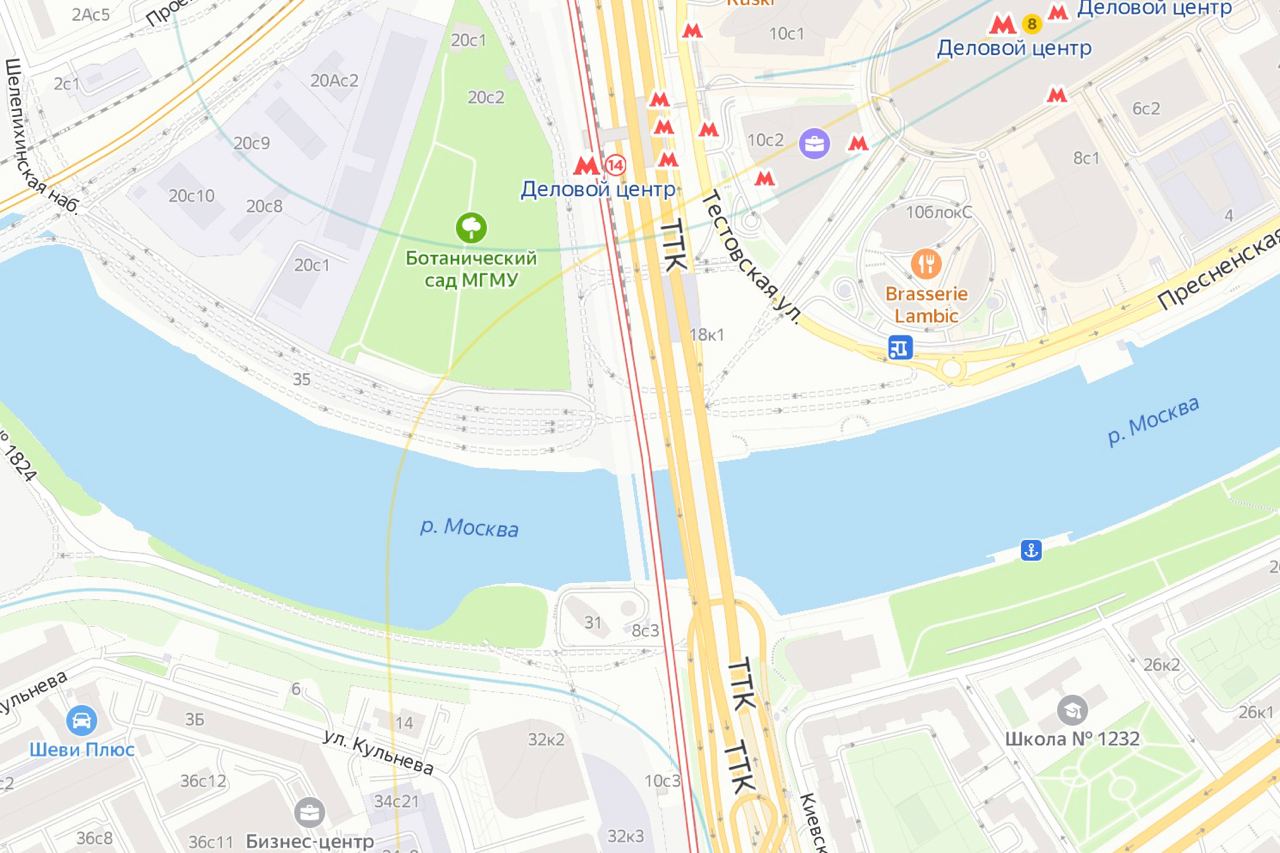 2Ас5
Ruski
Деловой центр
8
Деловой центр
20с1
10с1
Шелепихинская наб.
2с1
20Ас2
20с2
6с2
20с9
10с2
8с1
14
Деловой центр
20с10
20с8
10блокС
4
ТТК
Тестовская ул.
Ботанический
сад МГМУ
20с1
Brasserie
Lambic
Пресненская
18к1
35
р. Москва
1824
р. Москва
31
8с3
26к2
ТТК
Кульнева
6
3Б
14
26к1
Шеви Плюс
ул. Кульнева
32к2
Школа № 1232
ТТК
36с12
10с3
34с21
Бизнес-центр
36с8
36с11
32к3